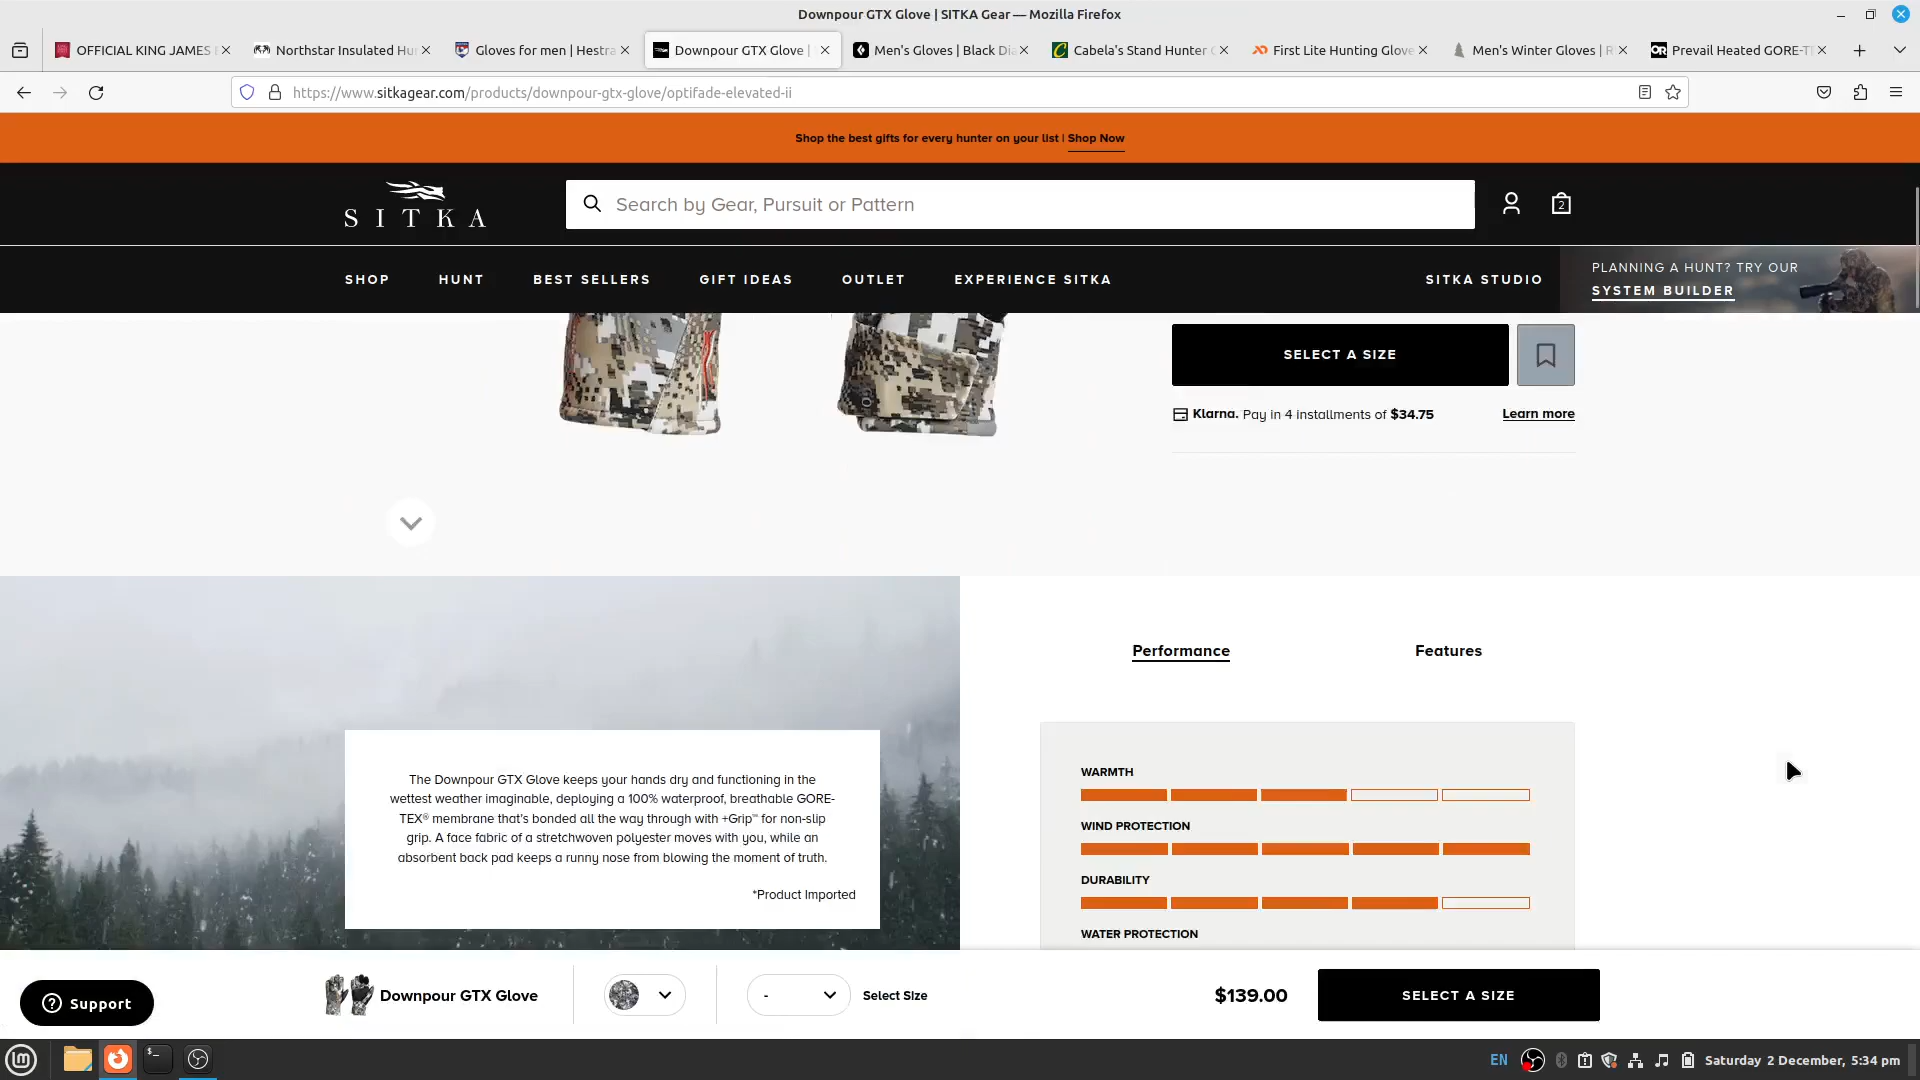 Downpour GTX Glove | SITKA Gear — Mozilla Firefox
OFFICIAL KING JAMES
Northstar Insulated Hu
Gloves for men | Hestra
Downpour GTX Glove |
Men's Gloves | Black Dia
Cabela's Stand Hunter
First Lite Hunting Glove
Men's Winter Gloves | R
Prevail Heated GORE-T
https://www.sitkagear.com/products/downpour-gtx-glove/optifade-elevated-ii
Shop the best gifts for every hunter on your list | Shop Now
SITKA
Search by Gear, Pursuit or Pattern
2
SHOP
HUNT
BEST SELLERS
GIFT IDEAS
OUTLET
EXPERIENCE SITKA
SITKA STUDIO
PLANNING A HUNT? TRY OUR
SYSTEM BUILDER
SELECT A SIZE
Klarna. Pay in 4 installments of $34.75
Learn more
Performance
Features
The Downpour GTX Glove keeps your hands dry and functioning in the
wettest weather imaginable, deploying a 100% waterproof, breathable GORE-
TEX® membrane that's bonded all the way through with +Grip™ for non-slip
grip. A face fabric of a stretchwoven polyester moves with you, while an
absorbent back pad keeps a runny nose from blowing the moment of truth.
*Product Imported
WARMTH
WIND PROTECTION
DURABILITY
WATER PROTECTION
Support
Downpour GTX Glove
-
Select Size
$139.00
SELECT A SIZE
EN
Saturday 2 December, 5:34 pm